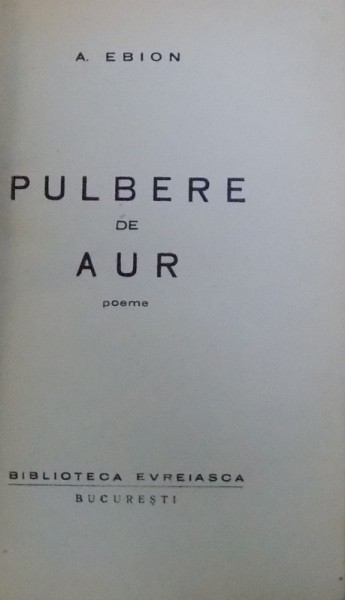 A. EBION
PULBERE
DE
AUR
poeme
BIBLIOTECA EVREIASCA
BUCUREȘTI